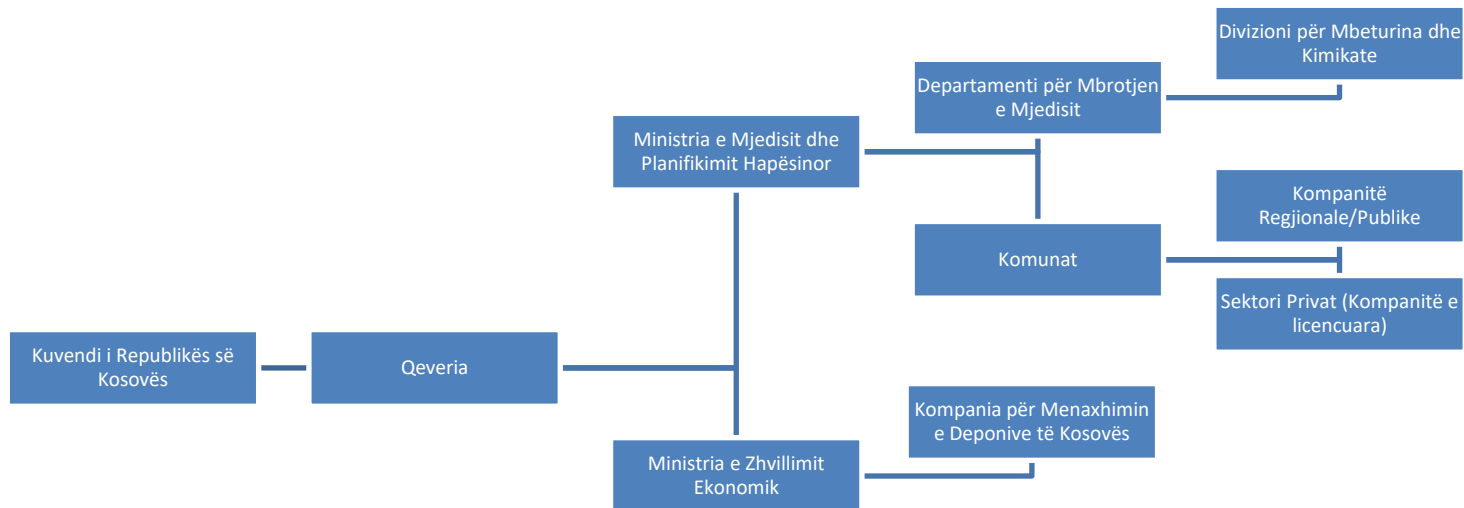 Divizioni për Mbeturina dhe
Kimikate
Departamenti për Mbrotjen
e Mjedisit
Ministria e Mjedisit dhe
Planifikimit Hapësinor
Kompanitë
Regjionale/Publike
Komunat
Sektori Privat (Kompanitë e
licencuara)
Kuvendi i Republikës së
Kosovës
Qeveria
Kompania për Menaxhimin
e Deponive të Kosovës
Ministria e Zhvillimit
Ekonomik